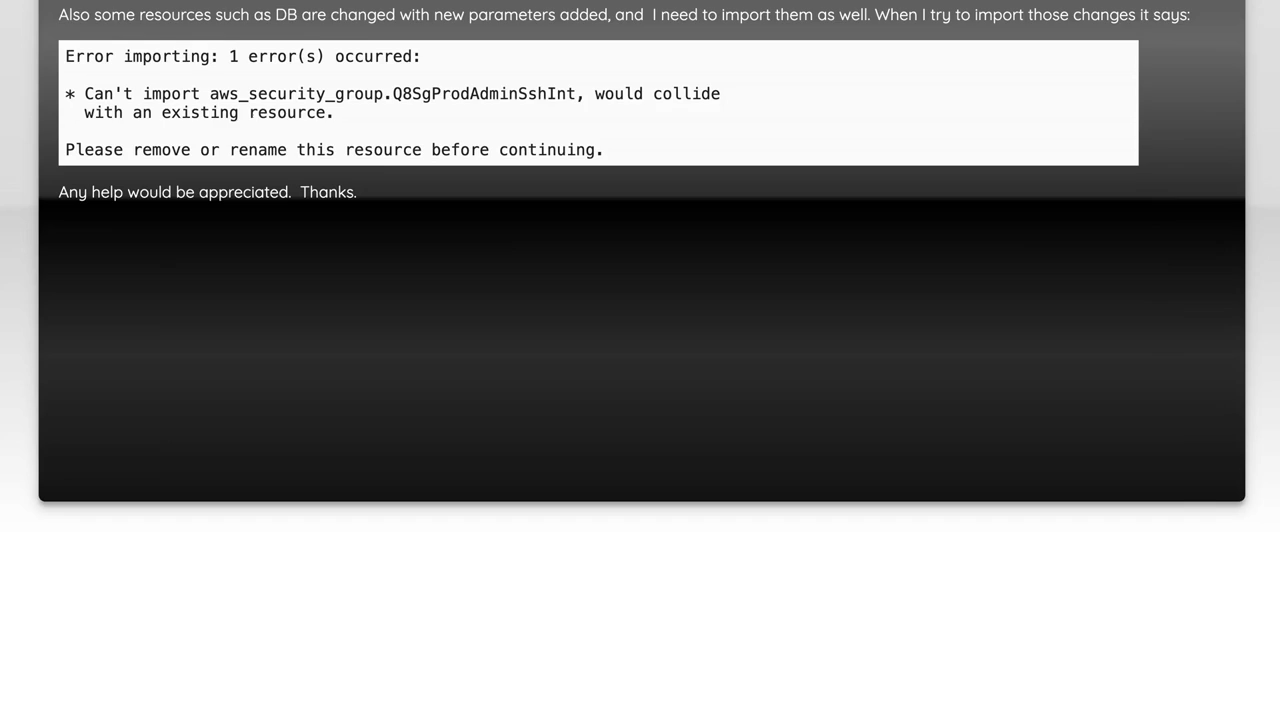 Also some resources such as DB are changed with new parameters added, and  I need to import them as well. When I try to import those changes it says:
Error importing: 1 error(s) occurred:
* Can't import aws_security_group.Q8SgProdAdminSshInt, would collide
with an existing resource.
Please remove or rename this resource before continuing.
Any help would be appreciated.  Thanks.